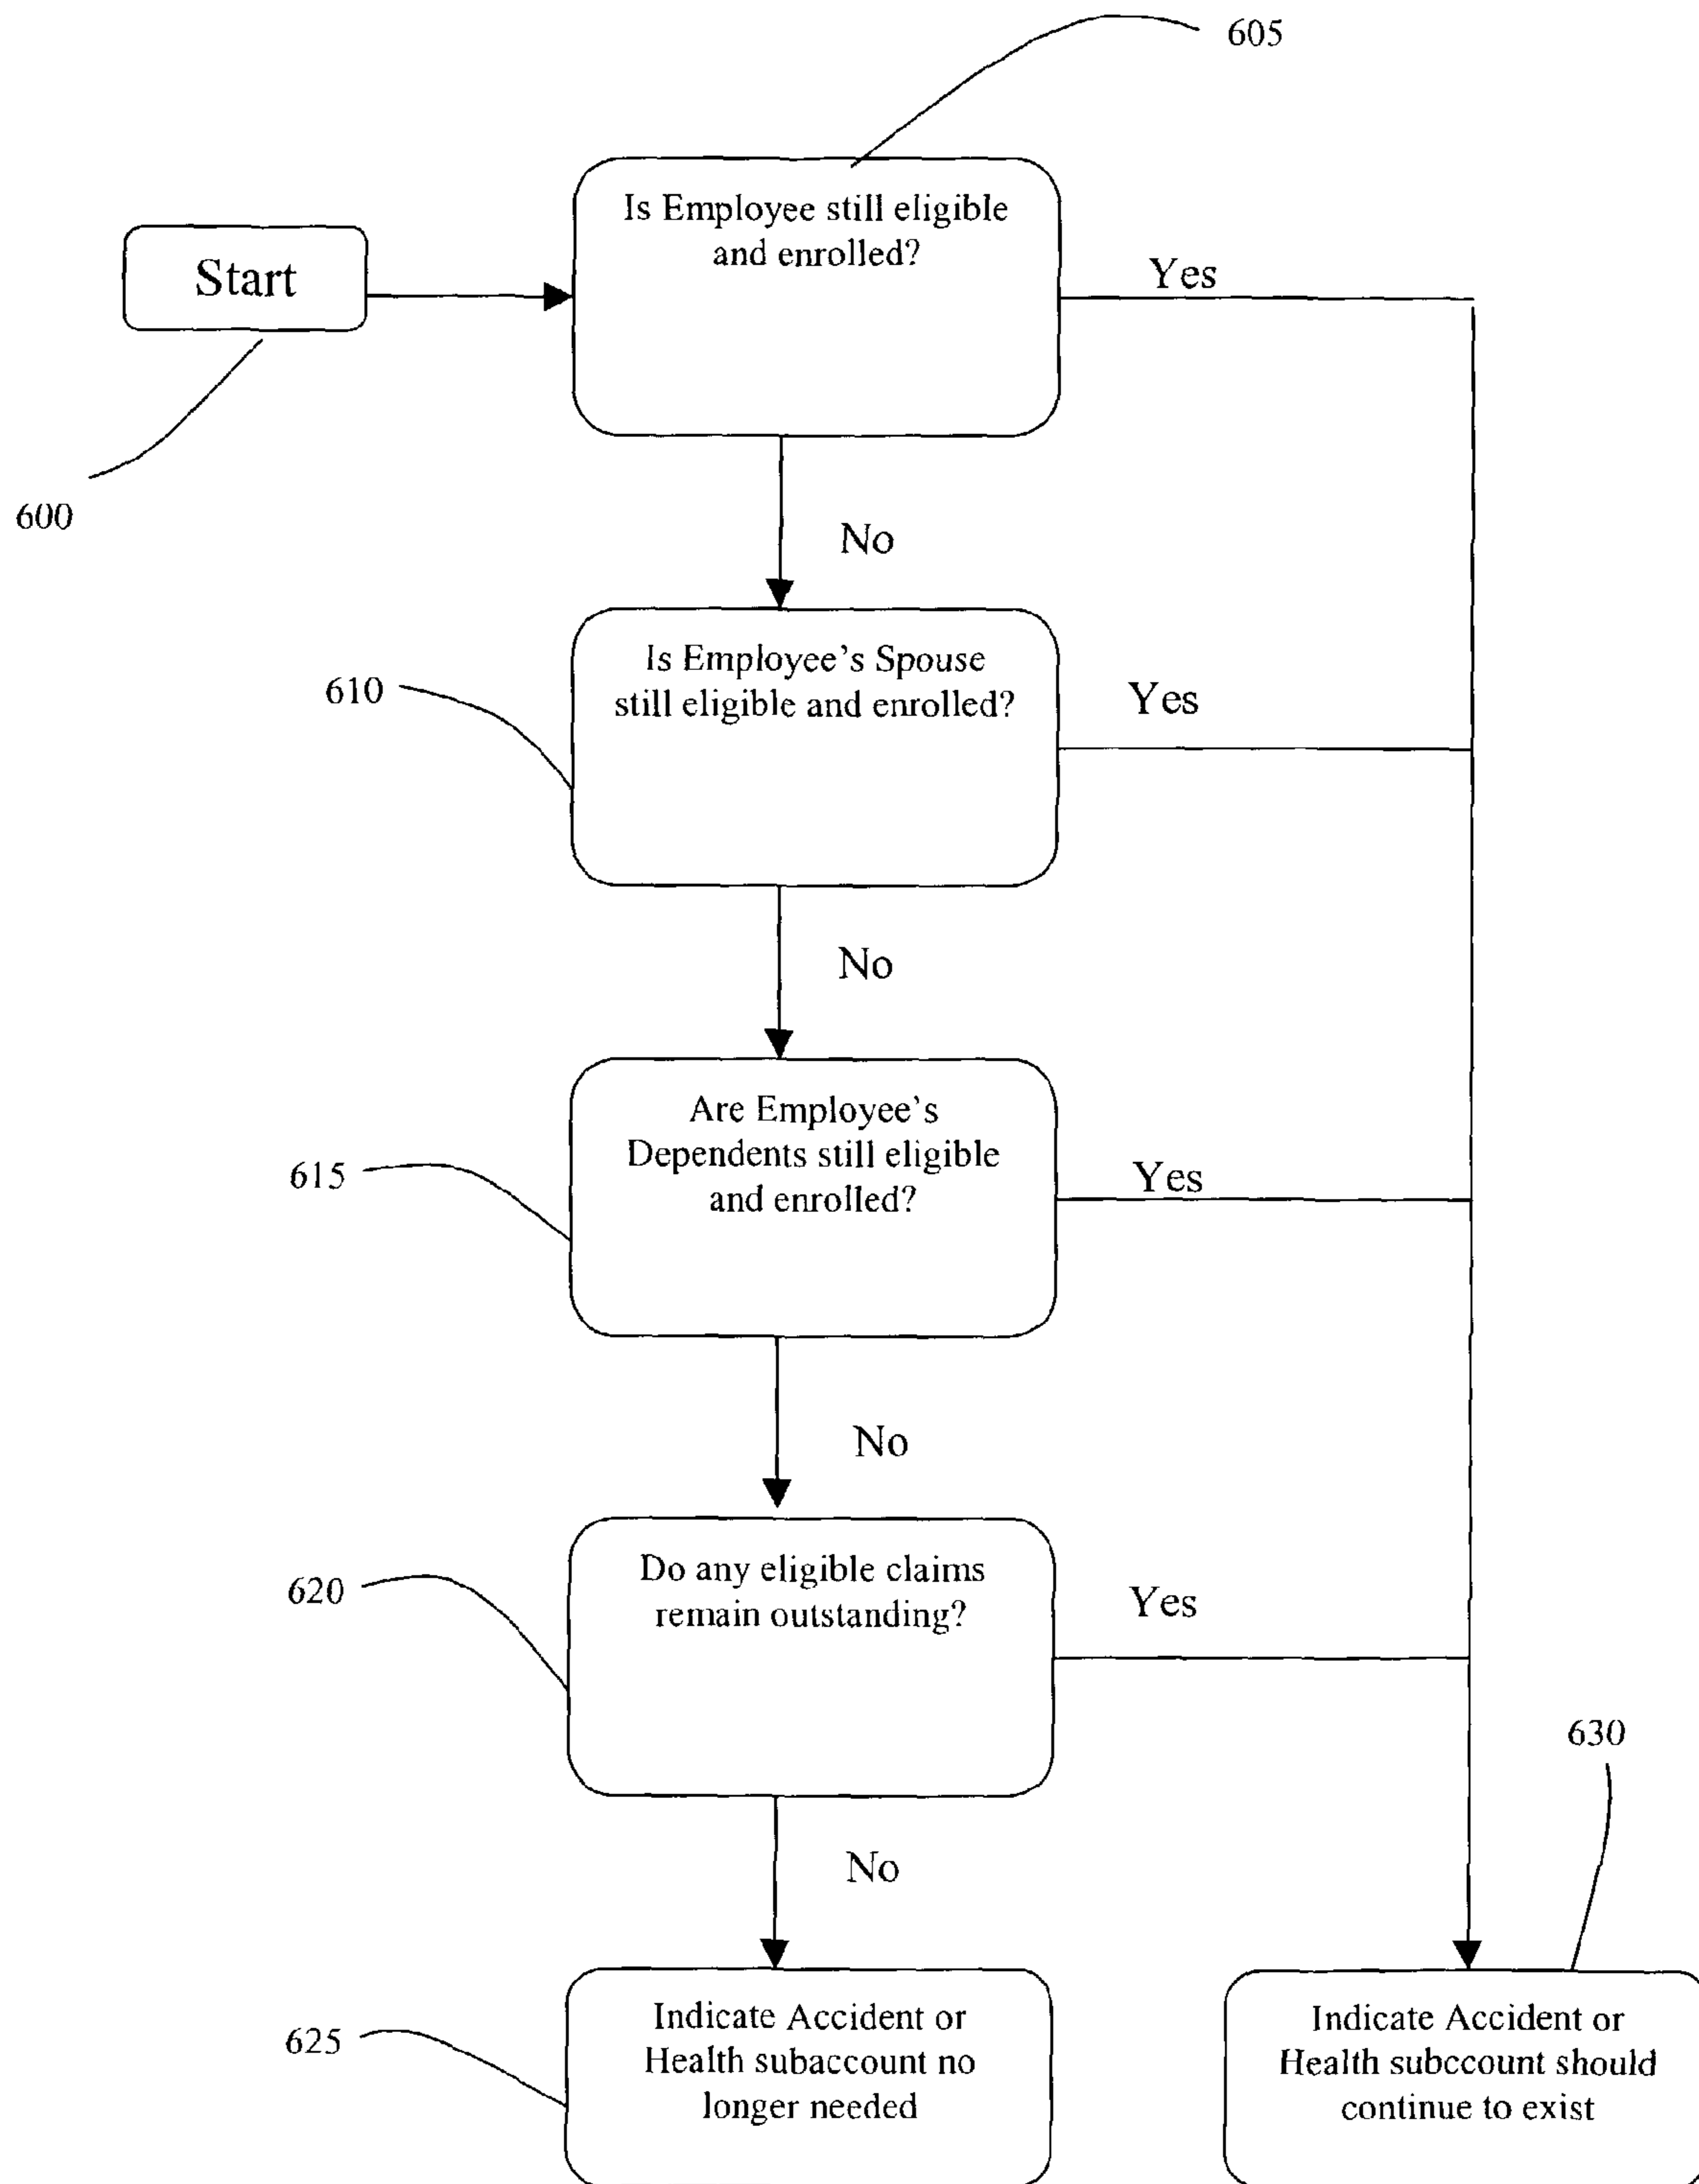 605
Is Employee still eligible
and enrolled?
Start
Yes
600
No
Is Employee's Spouse
still eligible and enrolled?
610
Yes
No
Are Employee's
Dependents still eligible
and enrolled?
615
Yes
No
Do any eligible claims
remain outstanding?
620
Yes
630
No
Indicate Accident or
Health subaccount no
longer needed
625
Indicate Accident or
Health subccount should
continue to exist